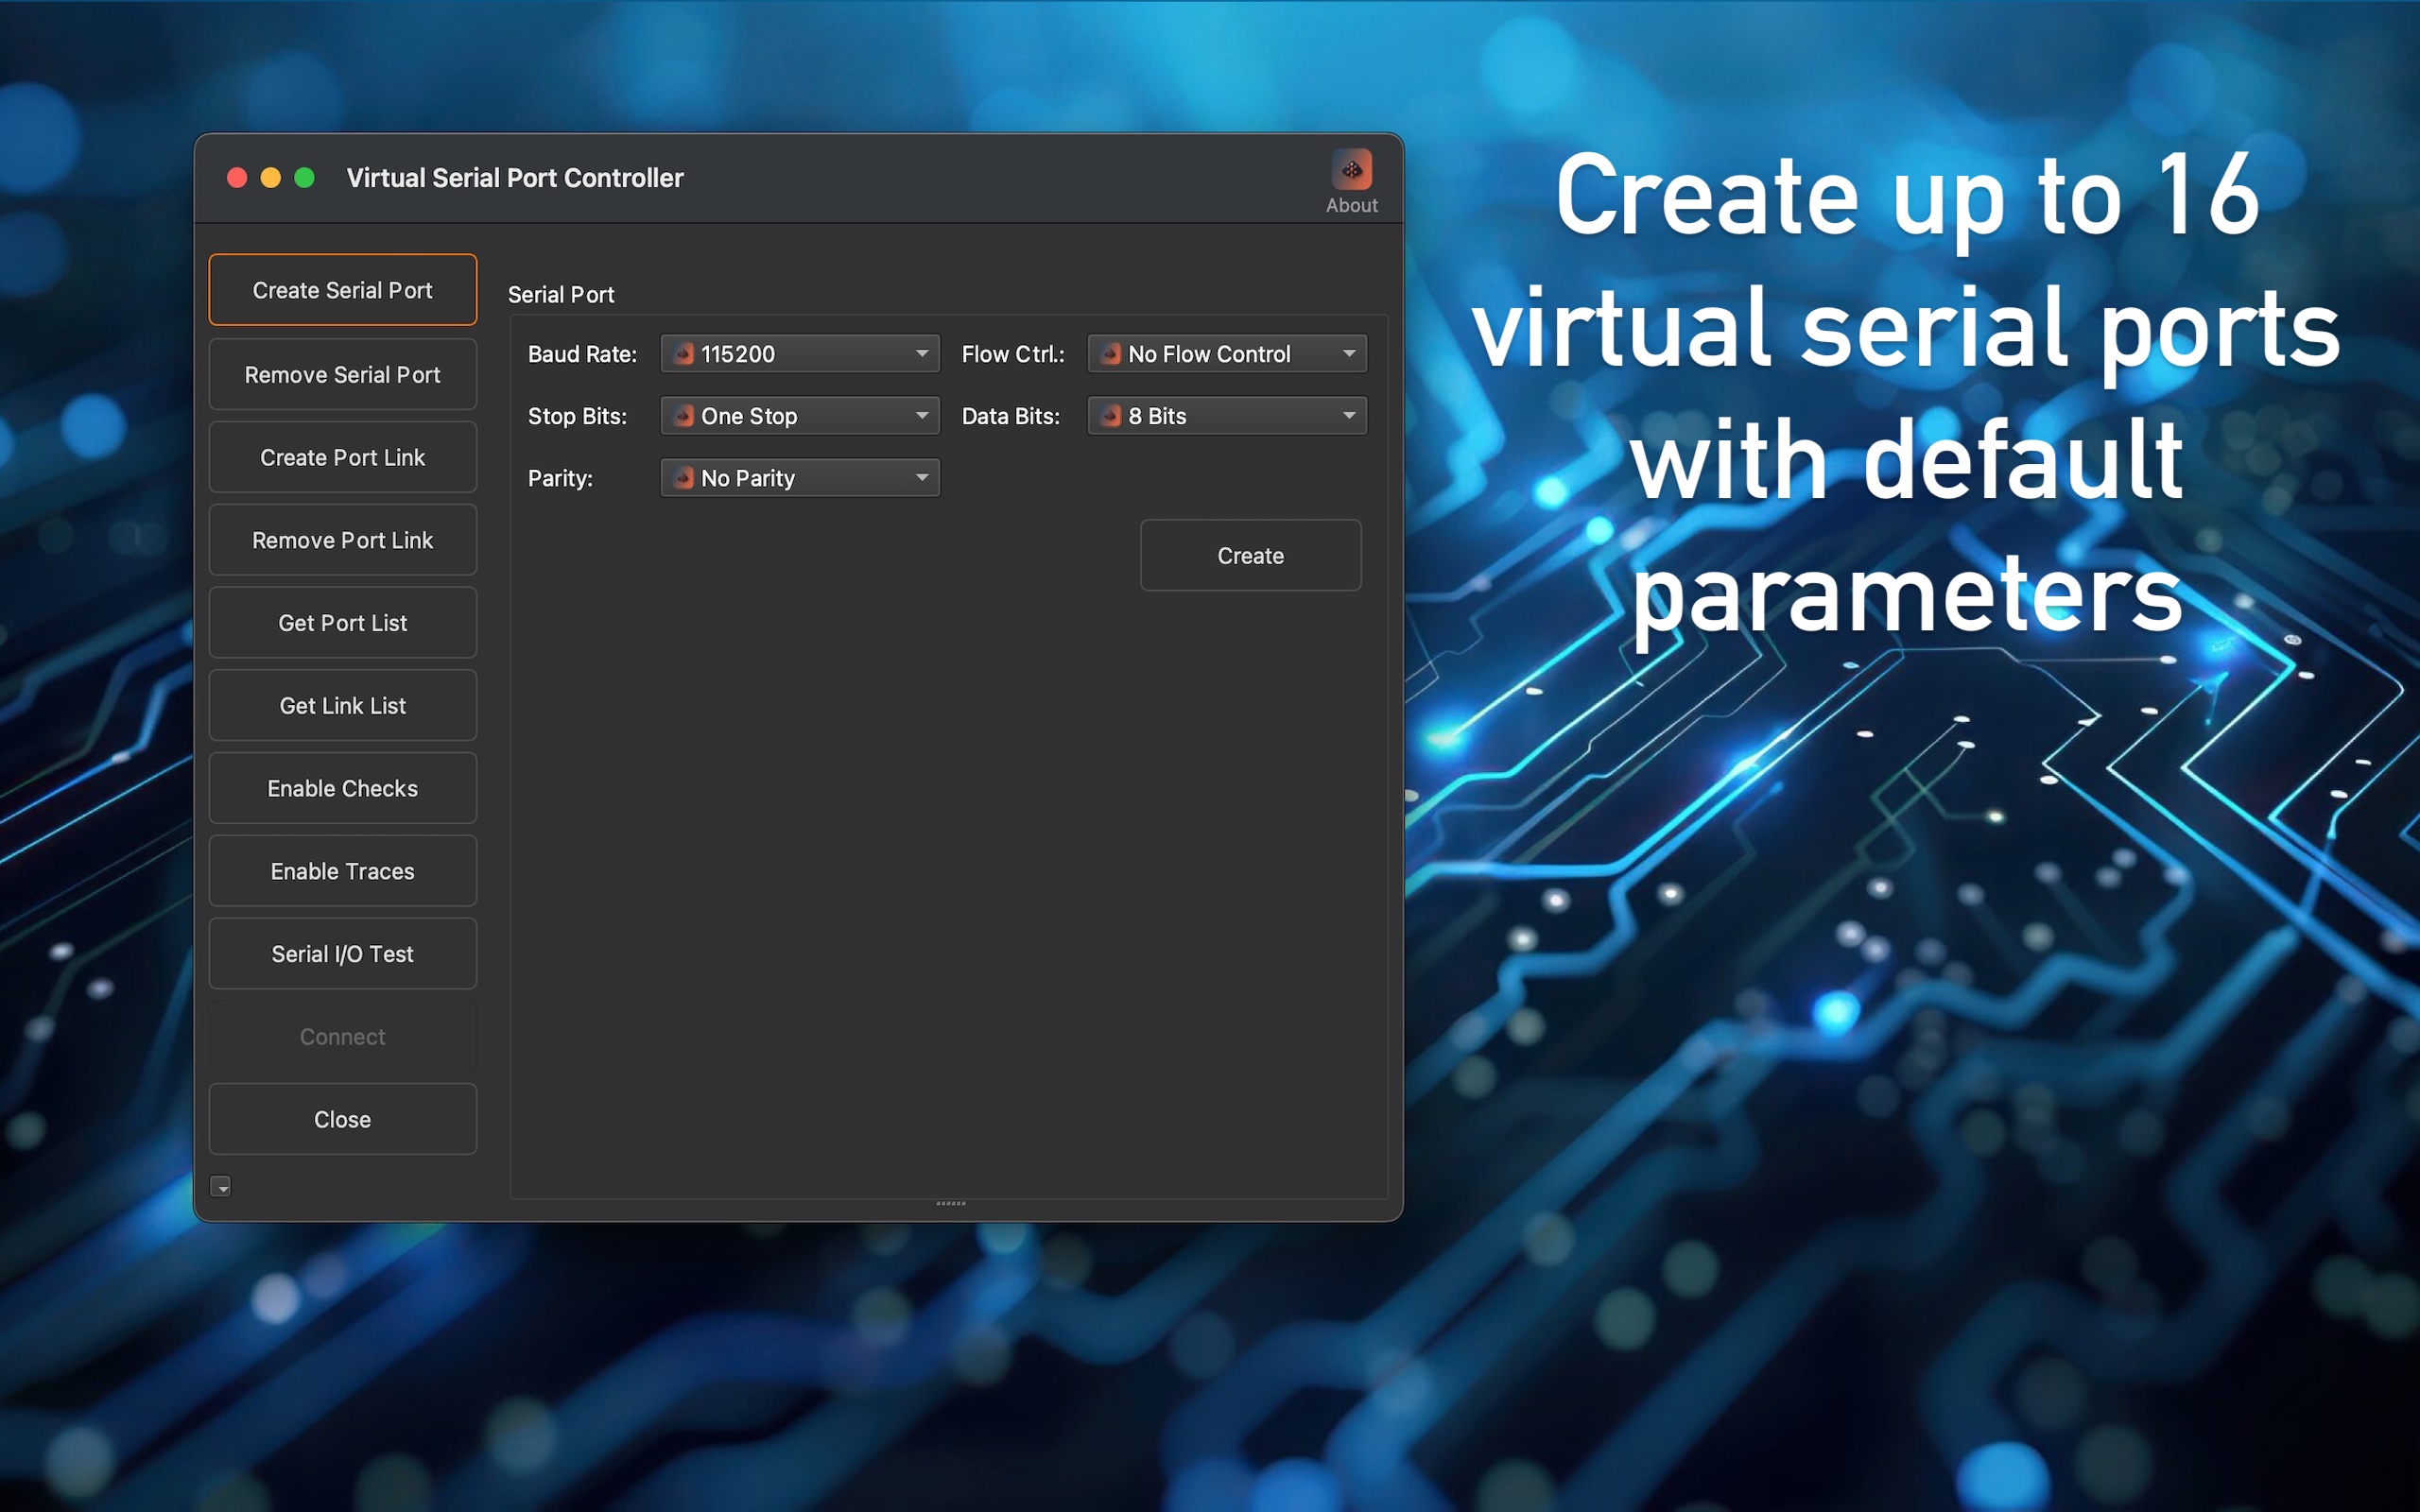 Virtual Serial Port Controller
About
Create Serial Port
Remove Serial Port
Create Port Link
Remove Port Link
Get Port List
Get Link List
Enable Checks
Enable Traces
Serial I/O Test
Connect
Close
Serial Port
Baud Rate: 115200 Flow Ctrl.: No Flow Control
Stop Bits: One Stop Data Bits: 8 Bits
Parity: No Parity
Create
Create up to 16
virtual serial ports
with default
parameters